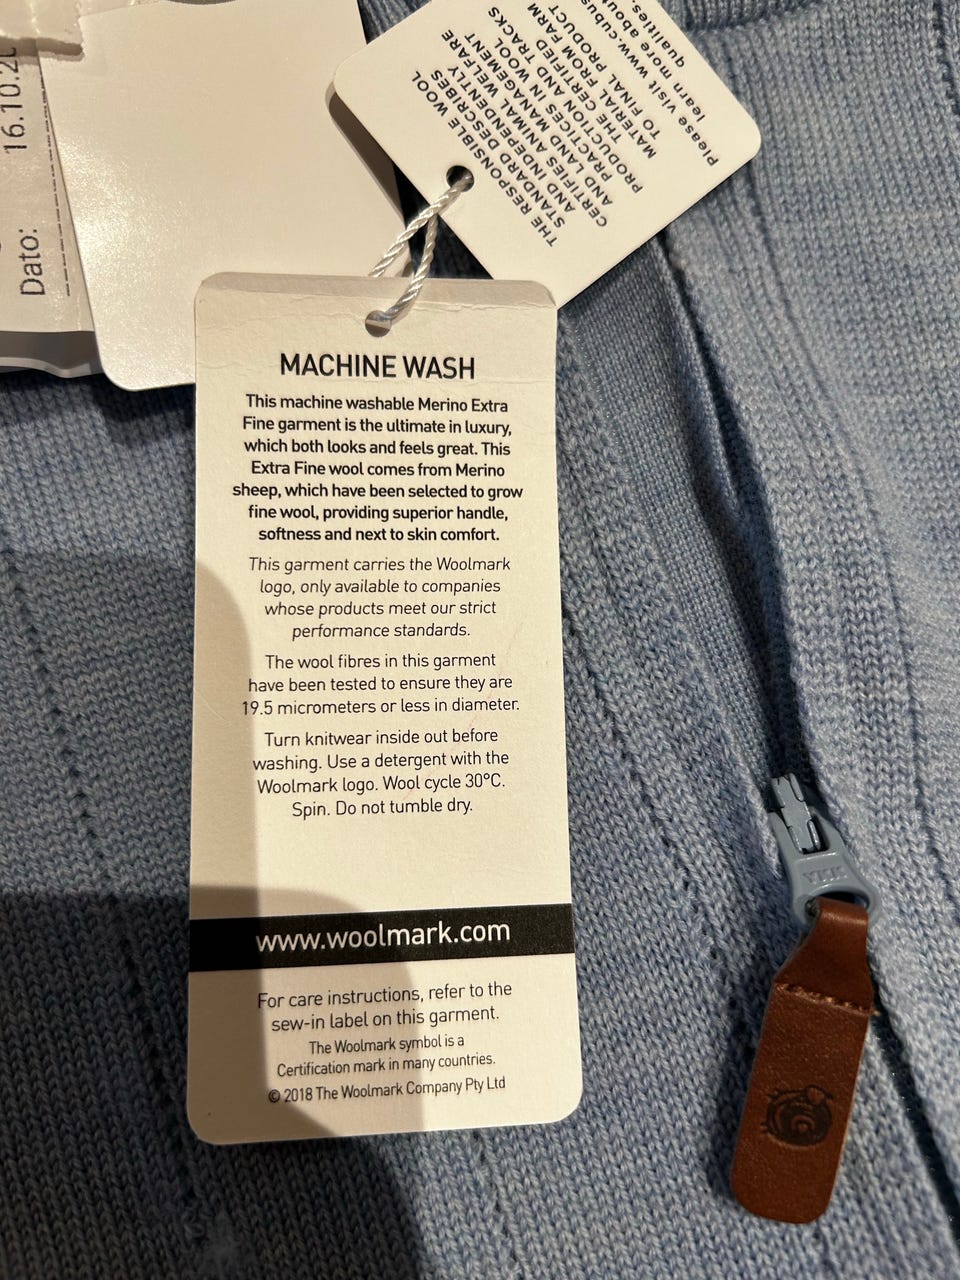 Dato: 16.10.2
THE RESPONSIBLE WOOL
STANDARD DESCRIBES
AND INDEPENDENTLY
CERTIFIES ANIMAL WELFARE
AND LAND MANAGEMENT
PRACTICES IN WOOL
PRODUCTION AND TRACKS
THE CERTIFIED
MATERIAL FROM FARM
TO FINAL PRODUCT
Please visit www.cubus
learn more about
qualities.
MACHINE WASH
This machine washable Merino Extra
Fine garment is the ultimate in luxury,
which both looks and feels great. This
Extra Fine wool comes from Merino
sheep, which have been selected to grow
fine wool, providing superior handle,
softness and next to skin comfort.
This garment carries the Woolmark
logo, only available to companies
whose products meet our strict
performance standards.
The wool fibres in this garment
have been tested to ensure they are
19.5 micrometers or less in diameter.
Turn knitwear inside out before
washing. Use a detergent with the
Woolmark logo. Wool cycle 30°C.
Spin. Do not tumble dry.
www.woolmark.com
For care instructions, refer to the
sew-in label on this garment.
The Woolmark symbol is a
Certification mark in many countries.
© 2018 The Woolmark Company Pty Ltd
YKK